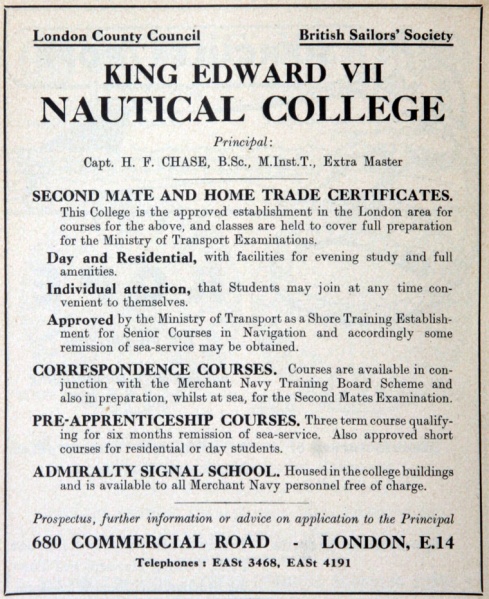 London County Council British Sailors' Society
KING EDWARD VII
NAUTICAL COLLEGE
Principal:
Capt. H. F. CHASE, B.Sc., M.Inst.T., Extra Master
SECOND MATE AND HOME TRADE CERTIFICATES.
This College is the approved establishment in the London area for
courses for the above, and classes are held to cover full preparation
for the Ministry of Transport Examinations.
Day and Residential, with facilities for evening study and full
amenities.
Individual attention, that Students may join at any time con-
venient to themselves.
Approved by the Ministry of Transport as a Shore Training Establish-
ment for Senior Courses in Navigation and accordingly some
remission of sea-service may be obtained.
CORRESPONDENCE COURSES. Courses are available in con-
junction with the Merchant Navy Training Board Scheme and
also in preparation, whilst at sea, for the Second Mates Examination.
PRE-APPRENTICESHIP COURSES. Three term course qualify-
ing for six months remission of sea-service. Also approved short
courses for residential or day students.
ADMIRALTY SIGNAL SCHOOL. Housed in the college buildings
and is available to all Merchant Navy personnel free of charge.
Prospectus, further information or advice on application to the Principal
680 COMMERCIAL ROAD - LONDON, E.14
Telephones : EASt 3468, EASt 4191